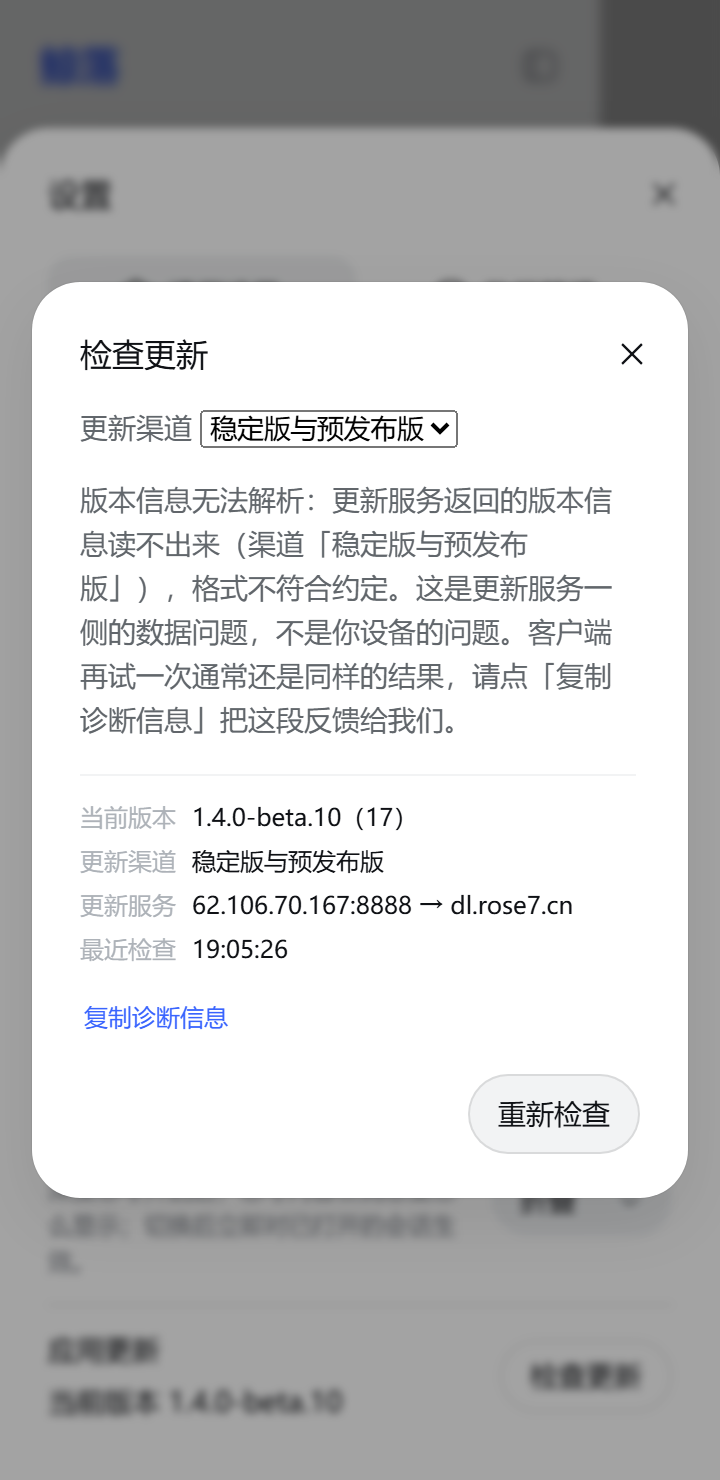 设置
检查更新
更新渠道 稳定版与预发布版
版本信息无法解析：更新服务返回的版本信
息读不出来（渠道「稳定版与预发布
版」），格式不符合约定。这是更新服务一
侧的数据问题，不是你设备的问题。客户端
再试一次通常还是同样的结果，请点「复制
诊断信息」把这段反馈给我们。
当前版本 1.4.0-beta.10（17）
更新渠道 稳定版与预发布版
更新服务 62.106.70.167:8888 → dl.rose7.cn
最近检查 19:05:26
复制诊断信息
重新检查
应用更新
当前版本 1.4.0-beta.10
检查更新